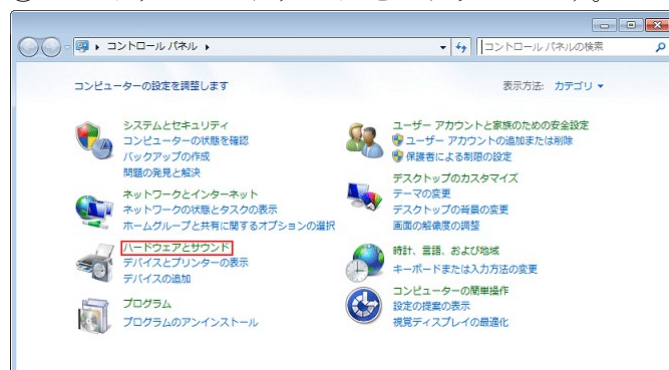 コントロール パネル
コントロール パネルの検索
コンピューターの設定を調整します
表示方法: カテゴリ
システムとセキュリティ
コンピューターの状態を確認
バックアップの作成
問題の発見と解決
ネットワークとインターネット
ネットワークの状態とタスクの表示
ホームグループと共有に関するオプションの選択
ハードウェアとサウンド
デバイスとプリンターの表示
デバイスの追加
プログラム
プログラムのアンインストール
ユーザー アカウントと家族のための安全設定
ユーザー アカウントの追加または削除
保護者による制限の設定
デスクトップのカスタマイズ
テーマの変更
デスクトップの背景の変更
画面の解像度の調整
時計、言語、および地域
キーボードまたは入力方法の変更
コンピューターの簡単操作
設定の提案の表示
視覚ディスプレイの最適化